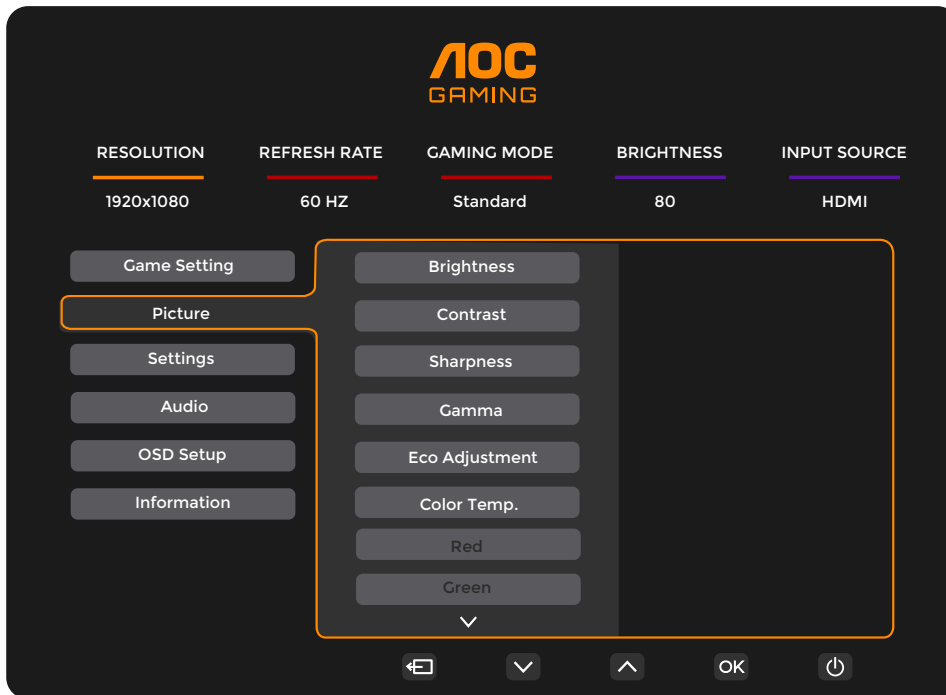 AOC
GAMING
RESOLUTION REFRESH RATE GAMING MODE BRIGHTNESS INPUT SOURCE
1920x1080 60 HZ Standard 80 HDMI
Game Setting
Picture
Settings
Audio
OSD Setup
Information
Brightness
Contrast
Sharpness
Gamma
Eco Adjustment
Color Temp.
Red
Green
OK